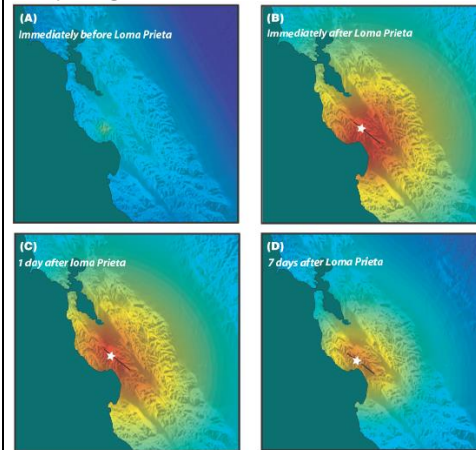 (A)
Immediately before Loma Prieta
(B)
Immediately after Loma Prieta
(C)
1 day after loma Prieta
(D)
7 days after Loma Prieta